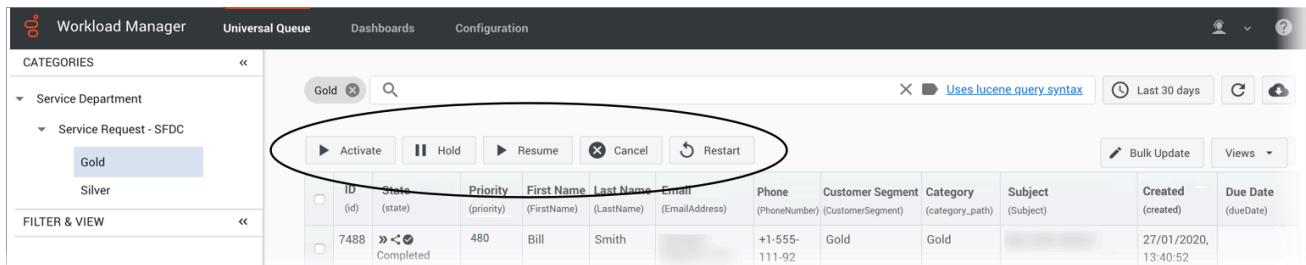 Workload Manager Universal Queue Dashboards Configuration
CATEGORIES
Service Department
Service Request - SFDC
Gold
Silver
FILTER & VIEW
Gold Uses lucene query syntax Last 30 days
Activate Hold Resume Cancel Restart Bulk Update Views
ID State Priority First Name Last Name Email Phone Customer Segment Category Subject Created Due Date
(id) (state) (priority) (FirstName) (LastName) (EmailAddress) (PhoneNumber) (CustomerSegment) (category_path) (Subject) (created) (dueDate)
7488 480 Bill Smith +1-555- Gold Gold 27/01/2020,
Completed 111-92 13:40:52